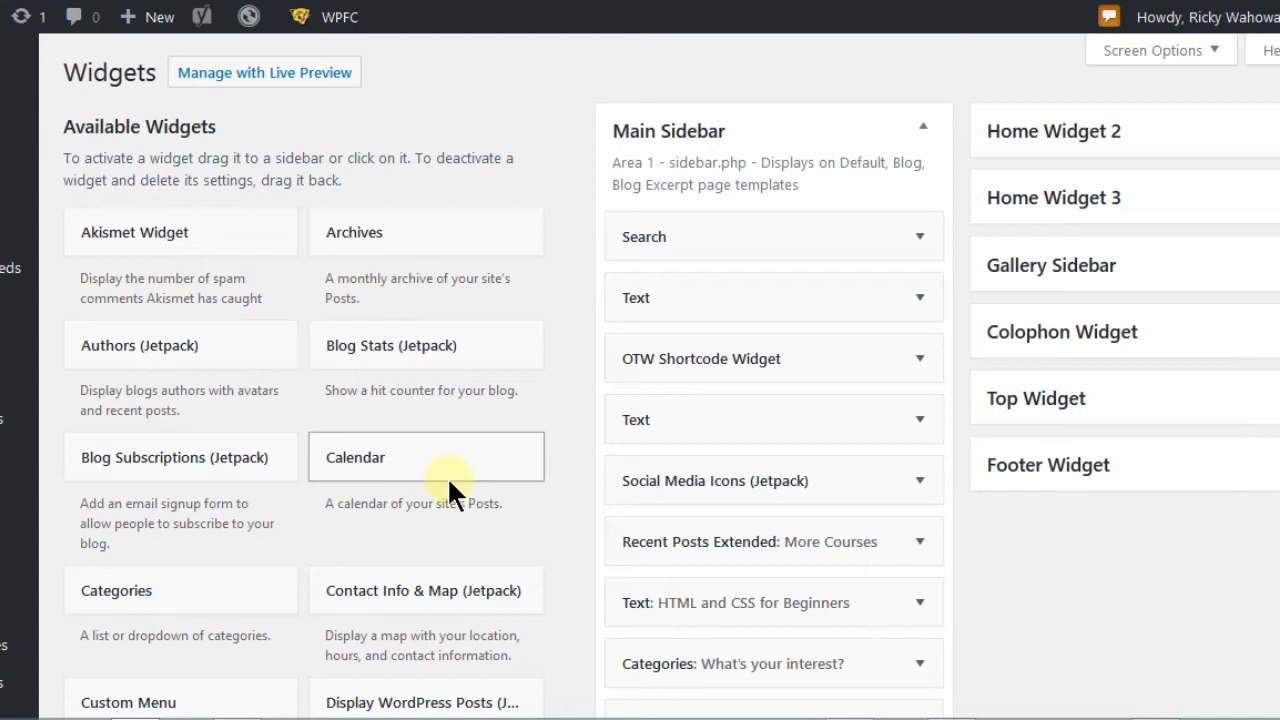 1 0 New WPFC Howdy, Ricky Wahowa
Screen Options
He
Widgets Manage with Live Preview
Available Widgets
To activate a widget drag it to a sidebar or click on it. To deactivate a
widget and delete its settings, drag it back.
Akismet Widget
Display the number of spam
comments Akismet has caught
Archives
A monthly archive of your site's
Posts.
Authors (Jetpack)
Display blogs authors with avatars
and recent posts.
Blog Stats (Jetpack)
Show a hit counter for your blog.
Blog Subscriptions (Jetpack)
Add an email signup form to
allow people to subscribe to your
blog.
Calendar
A calendar of your site's Posts.
Categories
A list or dropdown of categories.
Contact Info & Map (Jetpack)
Display a map with your location,
hours, and contact information.
Custom Menu
Display WordPress Posts (J...
Main Sidebar
Area 1 - sidebar.php - Displays on Default, Blog,
Blog Excerpt page templates
Search
Text
OTW Shortcode Widget
Text
Social Media Icons (Jetpack)
Recent Posts Extended: More Courses
Text: HTML and CSS for Beginners
Categories: What's your interest?
Home Widget 2
Home Widget 3
Gallery Sidebar
Colophon Widget
Top Widget
Footer Widget
eds
s
es
s